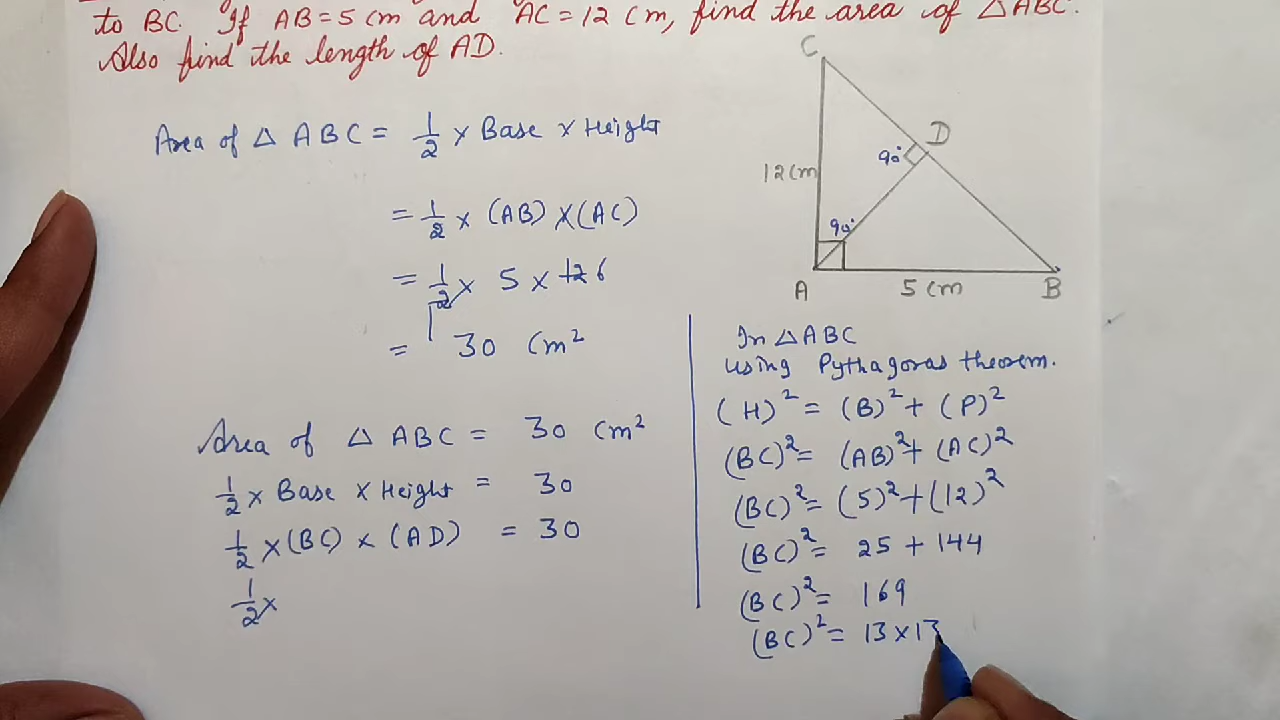 to BC. If AB = 5 cm and AC = 12 cm, find the area of △ABC.
Also find the length of AD.
Area of △ ABC = 1/2 × Base × Height
= 1/2 × (AB) × (AC)
= 1/2 × 5 × 12 6
1
= 30 cm²
Area of △ ABC = 30 cm²
1/2 × Base × Height = 30
1/2 × (BC) × (AD) = 30
1/2 ×
C
D
90°
12 cm
90°
A
5 cm
B
In △ABC
using Pythagoras theorem.
(H)² = (B)² + (P)²
(BC)² = (AB)² + (AC)²
(BC)² = (5)² + (12)²
(BC)² = 25 + 144
(BC)² = 169
(BC)² = 13 × 13